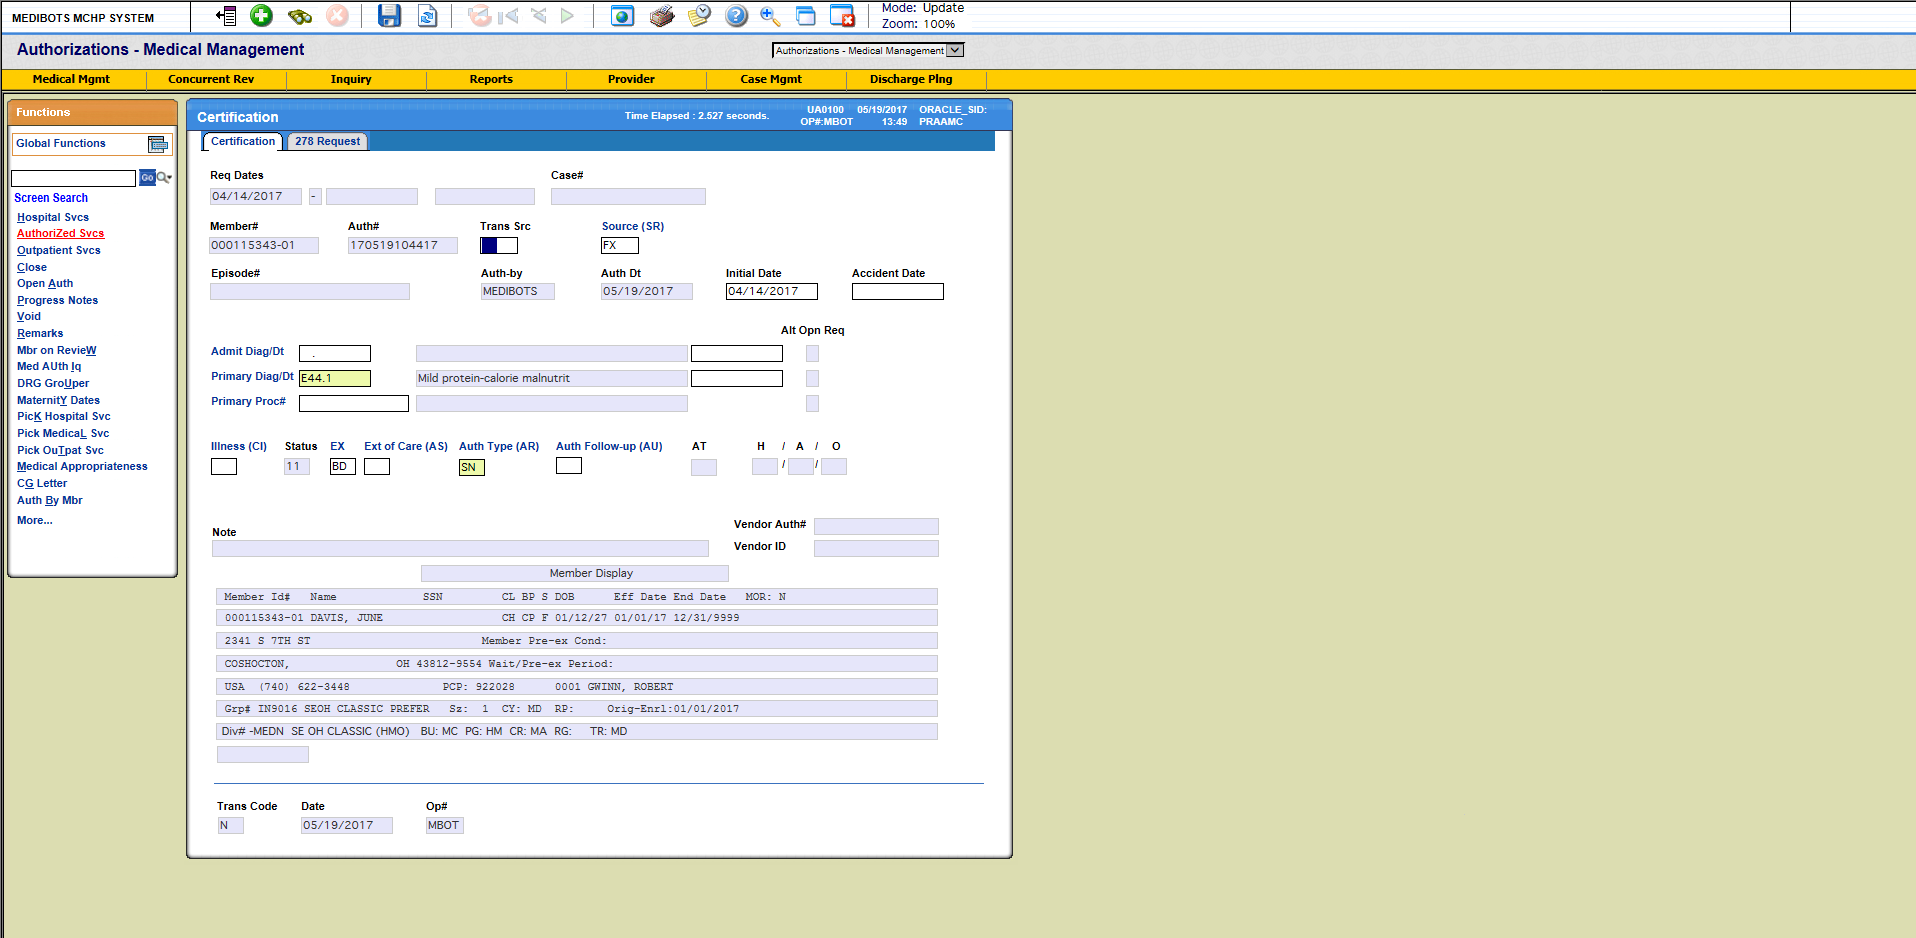 MEDIBOTS MCHP SYSTEM
Mode: Update
Zoom: 100%
Authorizations - Medical Management
Authorizations - Medical Management
Medical Mgmt Concurrent Rev Inquiry Reports Provider Case Mgmt Discharge Plng
Functions
Global Functions
Go
Screen Search
Hospital Svcs
AuthoriZed Svcs
Outpatient Svcs
Close
Open Auth
Progress Notes
Void
Remarks
Mbr on RevieW
Med AUth Iq
DRG GroUper
MaternitY Dates
PicK Hospital Svc
Pick MedicaL Svc
Pick OuTpat Svc
Medical Appropriateness
CG Letter
Auth By Mbr
More...
Certification
Time Elapsed : 2.527 seconds.
UA0100 05/19/2017 ORACLE_SID:
OP#:MBOT 13:49 PRAAMC
Certification 278 Request
Req Dates Case#
04/14/2017 -
Member# Auth# Trans Src Source (SR)
000115343-01 170519104417 FX
Episode# Auth-by Auth Dt Initial Date Accident Date
MEDIBOTS 05/19/2017 04/14/2017
Alt Opn Req
Admit Diag/Dt .
Primary Diag/Dt E44.1 Mild protein-calorie malnutrit
Primary Proc#
Illness (CI) Status EX Ext of Care (AS) Auth Type (AR) Auth Follow-up (AU) AT H / A / O
11 BD SN / /
Note
Vendor Auth#
Vendor ID
Member Display
Member Id# Name SSN CL BP S DOB Eff Date End Date MOR: N
000115343-01 DAVIS, JUNE CH CP F 01/12/27 01/01/17 12/31/9999
2341 S 7TH ST Member Pre-ex Cond:
COSHOCTON, OH 43812-9554 Wait/Pre-ex Period:
USA (740) 622-3448 PCP: 922028 0001 GWINN, ROBERT
Grp# IN9016 SEOH CLASSIC PREFER Sz: 1 CY: MD RP: Orig-Enrl:01/01/2017
Div# -MEDN SE OH CLASSIC (HMO) BU: MC PG: HM CR: MA RG: TR: MD
Trans Code Date Op#
N 05/19/2017 MBOT